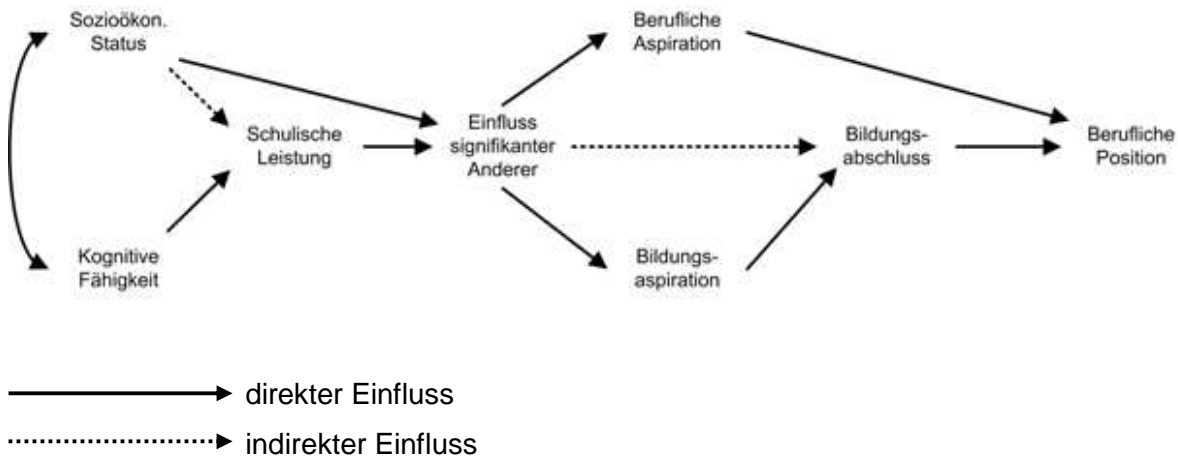 Sozioökon.
Status
Berufliche
Aspiration
Schulische
Leistung
Einfluss
signifikanter
Anderer
Bildungs-
abschluss
Berufliche
Position
Kognitive
Fähigkeit
Bildungs-
aspiration
direkter Einfluss
indirekter Einfluss